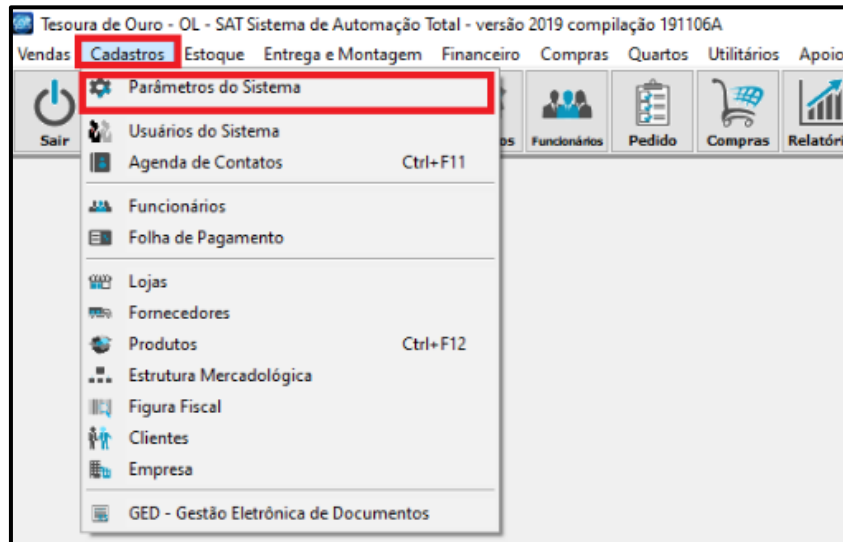 Tesoura de Ouro - OL - SAT Sistema de Automação Total - versão 2019 compilação 191106A
Vendas Cadastros Estoque Entrega e Montagem Financeiro Compras Quartos Utilitários Apoio
Sair os Funcionários Pedido Compras Relatóri
Parâmetros do Sistema
Usuários do Sistema
Agenda de Contatos Ctrl+F11
Funcionários
Folha de Pagamento
Lojas
Fornecedores
Produtos Ctrl+F12
Estrutura Mercadológica
Figura Fiscal
Clientes
Empresa
GED - Gestão Eletrônica de Documentos